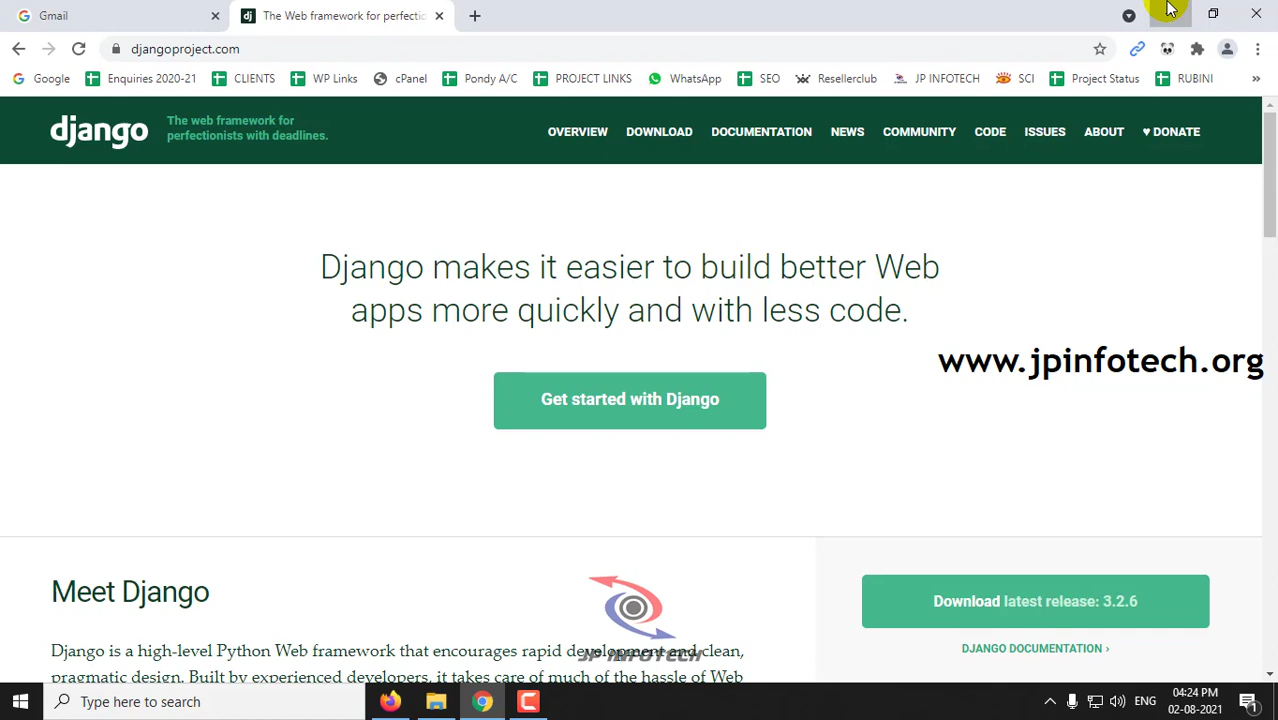 Gmail
The Web framework for perfectic
djangoproject.com
Google
Enquiries 2020-21
CLIENTS
WP Links
cPanel
Pondy A/C
PROJECT LINKS
WhatsApp
SEO
Resellerclub
JP INFOTECH
SCI
Project Status
RUBINI
»
django
The web framework for
perfectionists with deadlines.
OVERVIEW
DOWNLOAD
DOCUMENTATION
NEWS
COMMUNITY
CODE
ISSUES
ABOUT
♥ DONATE
Django makes it easier to build better Web
apps more quickly and with less code.
www.jpinfotech.org
Get started with Django
Meet Django
Download latest release: 3.2.6
DJANGO DOCUMENTATION ›
Django is a high-level Python Web framework that encourages rapid development and clean,
JP INFOTECH
pragmatic design. Built by experienced developers, it takes care of much of the hassle of Web
Type here to search
ENG
04:24 PM
02-08-2021
1